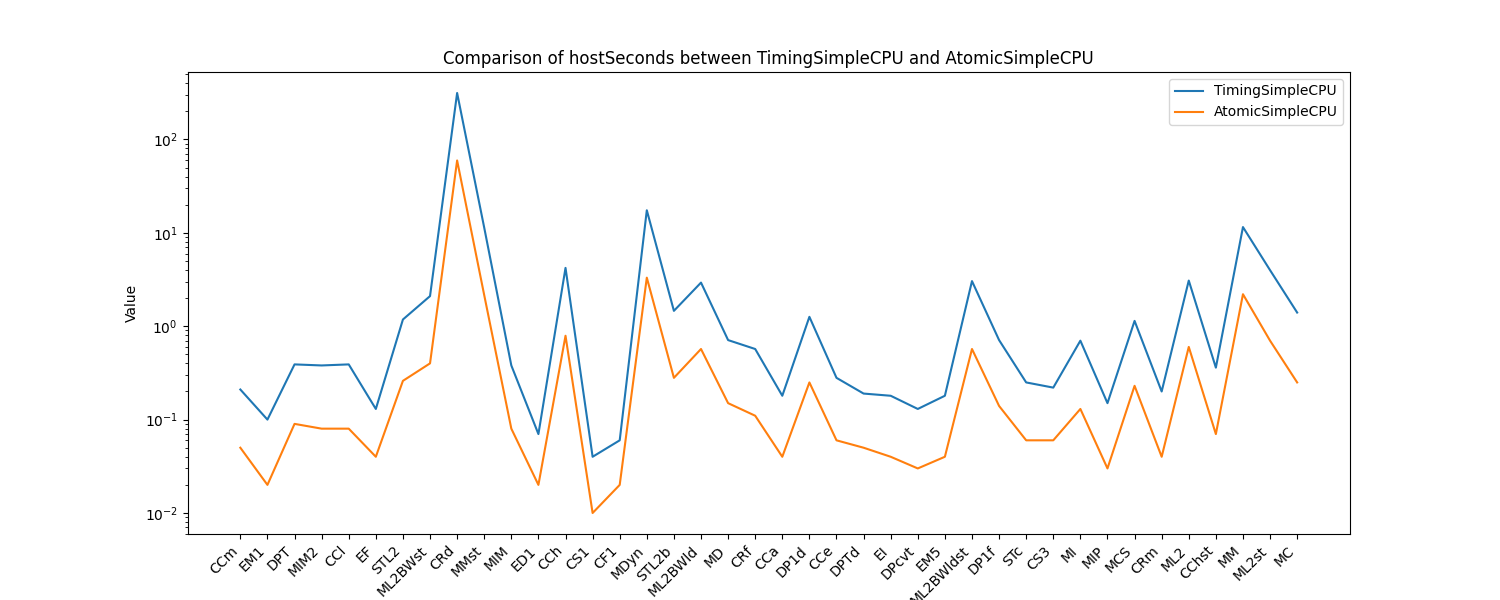 Comparison of hostSeconds between TimingSimpleCPU and AtomicSimpleCPU
TimingSimpleCPU
AtomicSimpleCPU
Value
10²
10¹
10⁰
10⁻¹
10⁻²
CCm
EM1
DPT
MIM2
CCl
EF
STL2
ML2BWst
CRd
MMst
MIM
ED1
CCh
CS1
CF1
MDyn
STL2b
ML2BWld
MD
CRf
CCa
DP1d
CCe
DPTd
EI
DPcvt
EM5
ML2BWldst
DP1f
STc
CS3
MI
MIP
MCS
CRm
ML2
CChst
MM
ML2st
MC